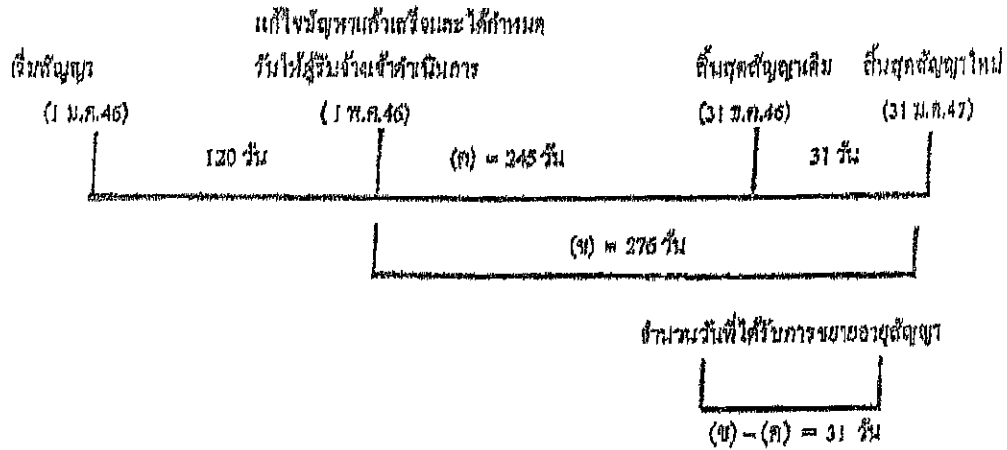 แก้ไขปัญหาแล้วเสร็จและได้กำหนด
เริ่มสัญญา วันให้ผู้รับจ้างเข้าดำเนินการ สิ้นสุดสัญญาเดิม สิ้นสุดสัญญาใหม่
(1 ม.ค.46) (1 พ.ค.46) (31 ธ.ค.46) (31 ม.ค.47)
120 วัน (ค) = 245 วัน 31 วัน
(ข) = 276 วัน
จำนวนวันที่ได้รับการขยายอายุสัญญา
(ข) – (ค) = 31 วัน